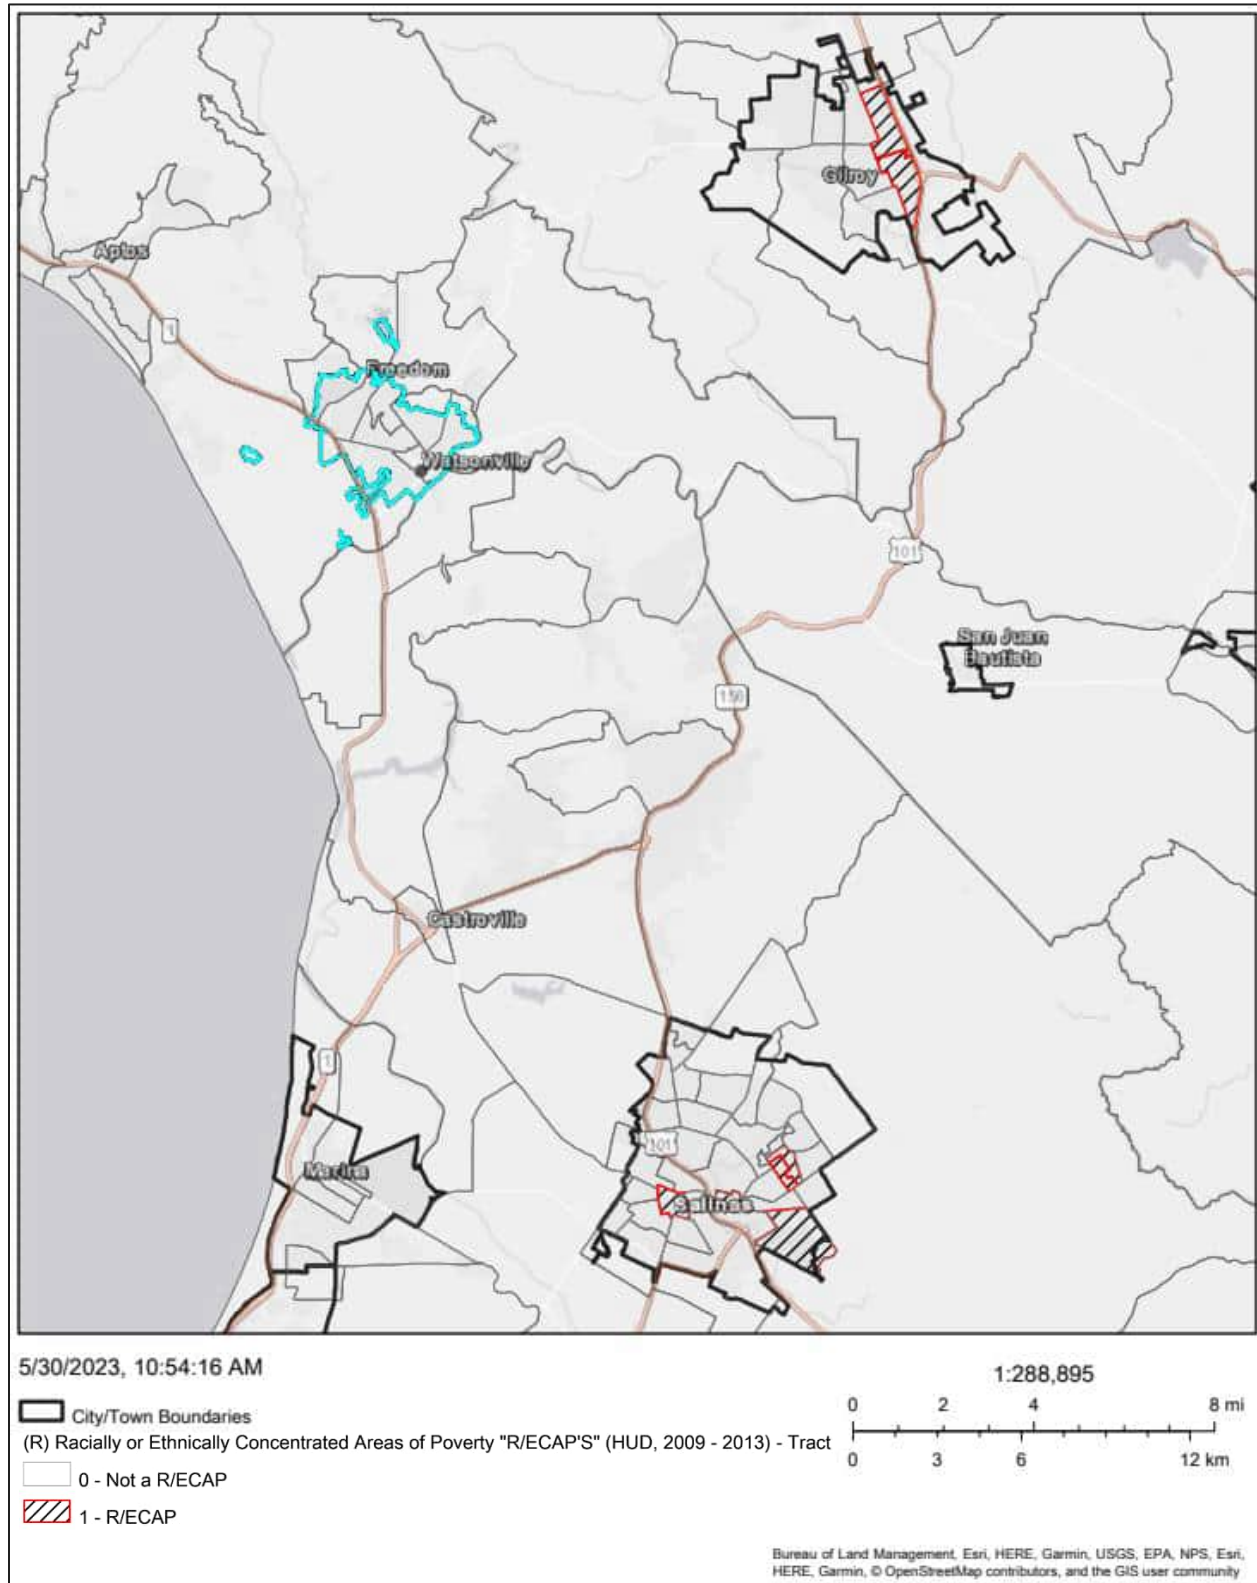 Gilroy
Aptos
1
Freedom
Watsonville
101
San Juan
Bautista
156
Castroville
1
101
Marina
Salinas
5/30/2023, 10:54:16 AM
1:288,895
City/Town Boundaries
0 2 4 8 mi
(R) Racially or Ethnically Concentrated Areas of Poverty "R/ECAP'S" (HUD, 2009 - 2013) - Tract
0 3 6 12 km
0 - Not a R/ECAP
1 - R/ECAP
Bureau of Land Management, Esri, HERE, Garmin, USGS, EPA, NPS, Esri,
HERE, Garmin, © OpenStreetMap contributors, and the GIS user community